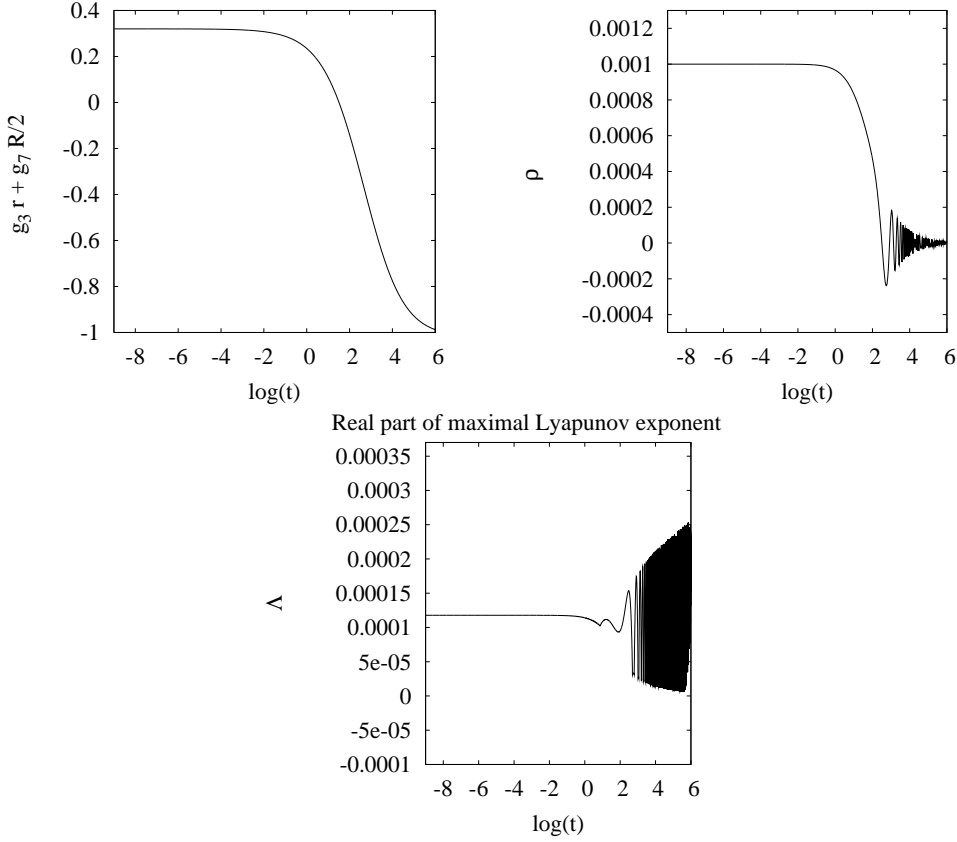 0.4
0.2
0
-0.2
-0.4
-0.6
-0.8
-1
g3 r + g7 R/2
-8 -6 -4 -2 0 2 4 6
log(t)
0.001
0.0008
0.0006
0.0004
0.0002
0
-0.0002
-0.0004
ρ
-8 -6 -4 -2 0 2 4 6
log(t)
Real part of maximal Lyapunov exponent
0.00035
0.0003
0.00025
0.0002
0.00015
0.0001
5e-05
0
-5e-05
-0.0001
Λ
-8 -6 -4 -2 0 2 4 6
log(t)